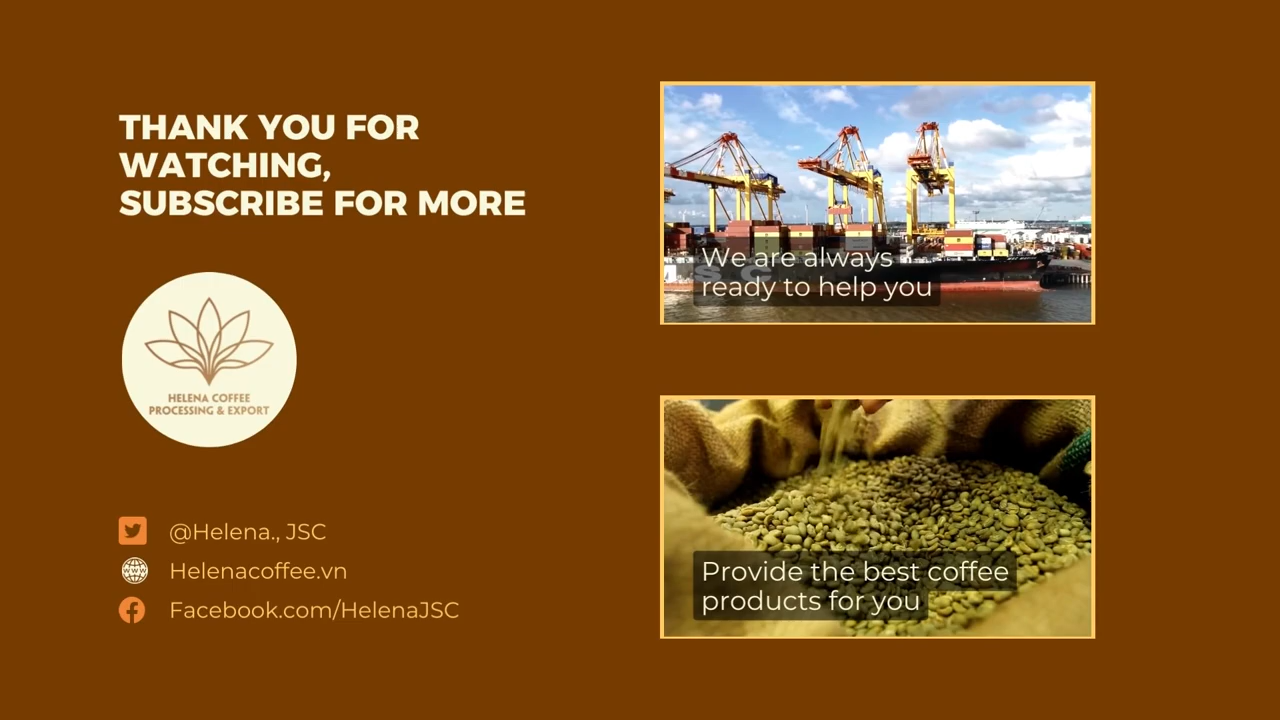 THANK YOU FOR
WATCHING,
SUBSCRIBE FOR MORE
HELENA COFFEE
PROCESSING & EXPORT
@Helena., JSC
Helenacoffee.vn
Facebook.com/HelenaJSC
We are always
ready to help you
Provide the best coffee
products for you